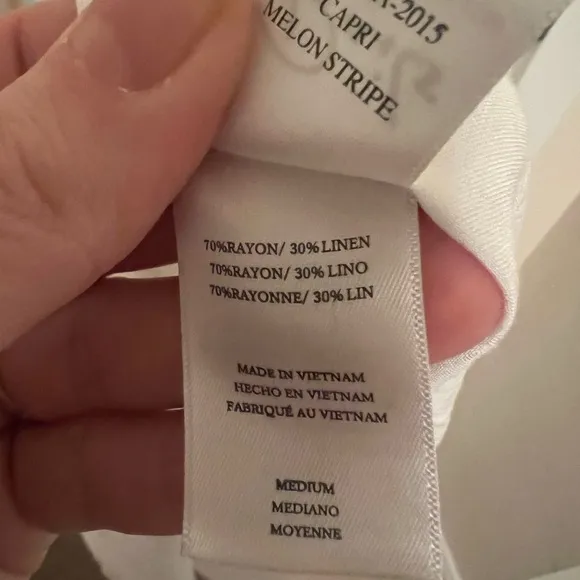 -2015
CAPRI
MELON STRIPE
70%RAYON/ 30%LINEN
70%RAYON/ 30% LINO
70%RAYONNE/ 30% LIN
MADE IN VIETNAM
HECHO EN VIETNAM
FABRIQUÉ AU VIETNAM
MEDIUM
MEDIANO
MOYENNE